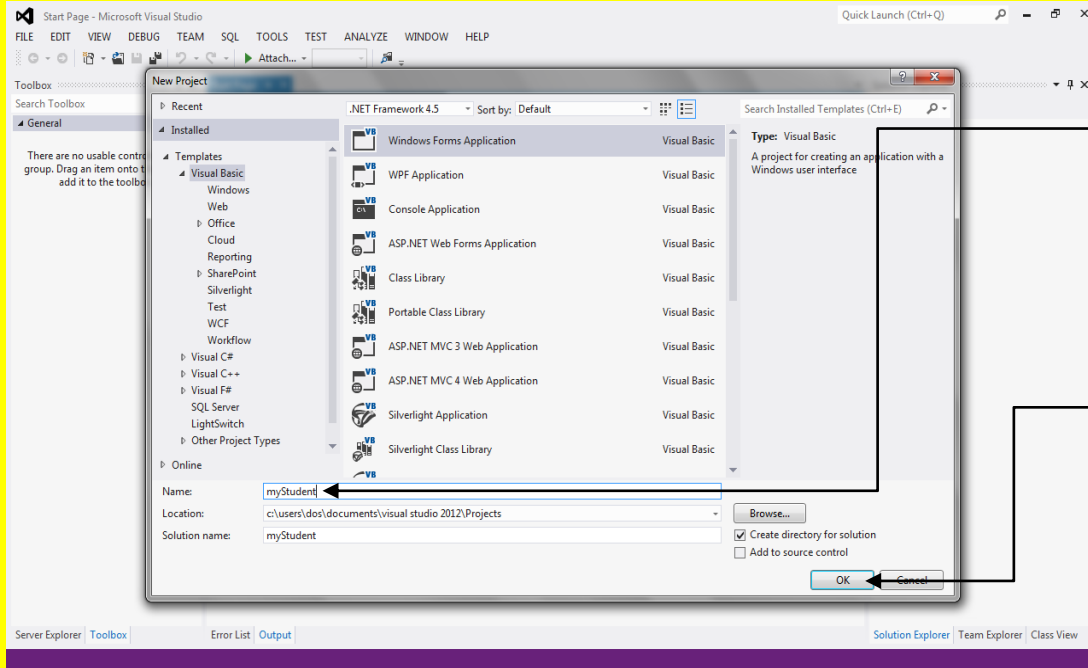 Start Page - Microsoft Visual Studio
Quick Launch (Ctrl+Q)
FILE EDIT VIEW DEBUG TEAM SQL TOOLS TEST ANALYZE WINDOW HELP
Attach...
Toolbox
Search Toolbox
General
There are no usable contr
group. Drag an item onto t
add it to the toolbo
New Project
Recent
Installed
Templates
Visual Basic
Windows
Web
Office
Cloud
Reporting
SharePoint
Silverlight
Test
WCF
Workflow
Visual C#
Visual C++
Visual F#
SQL Server
LightSwitch
Other Project Types
Online
.NET Framework 4.5 Sort by: Default
Search Installed Templates (Ctrl+E)
Windows Forms Application Visual Basic
WPF Application Visual Basic
Console Application Visual Basic
ASP.NET Web Forms Application Visual Basic
Class Library Visual Basic
Portable Class Library Visual Basic
ASP.NET MVC 3 Web Application Visual Basic
ASP.NET MVC 4 Web Application Visual Basic
Silverlight Application Visual Basic
Silverlight Class Library Visual Basic
Type: Visual Basic
A project for creating an application with a
Windows user interface
Name: myStudent
Location: c:\users\dos\documents\visual studio 2012\Projects
Browse...
Solution name: myStudent
Create directory for solution
Add to source control
OK Cancel
Server Explorer Toolbox Error List Output Solution Explorer Team Explorer Class View